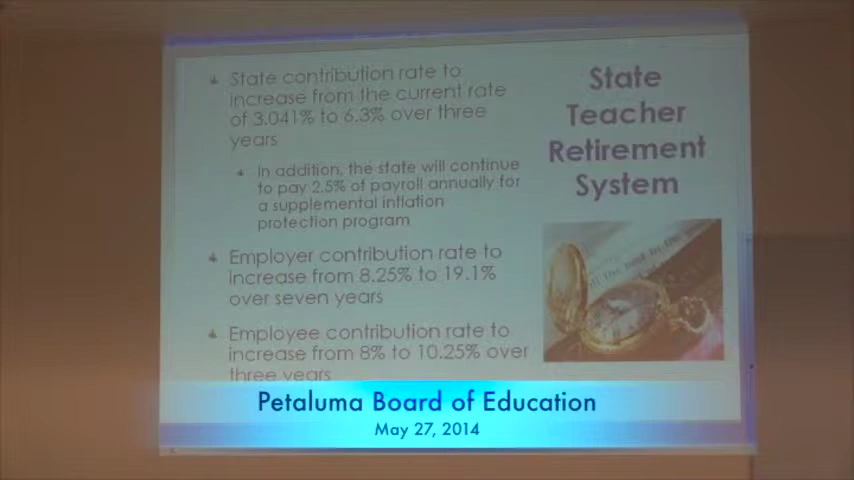 State contribution rate to
increase from the current rate
of 3.041% to 6.3% over three
years
In addition, the state will continue
to pay 2.5% of payroll annually for
a supplemental inflation
protection program
Employer contribution rate to
increase from 8.25% to 19.1%
over seven years
Employee contribution rate to
increase from 8% to 10.25% over
three years
State
Teacher
Retirement
System
Petaluma Board of Education
May 27, 2014